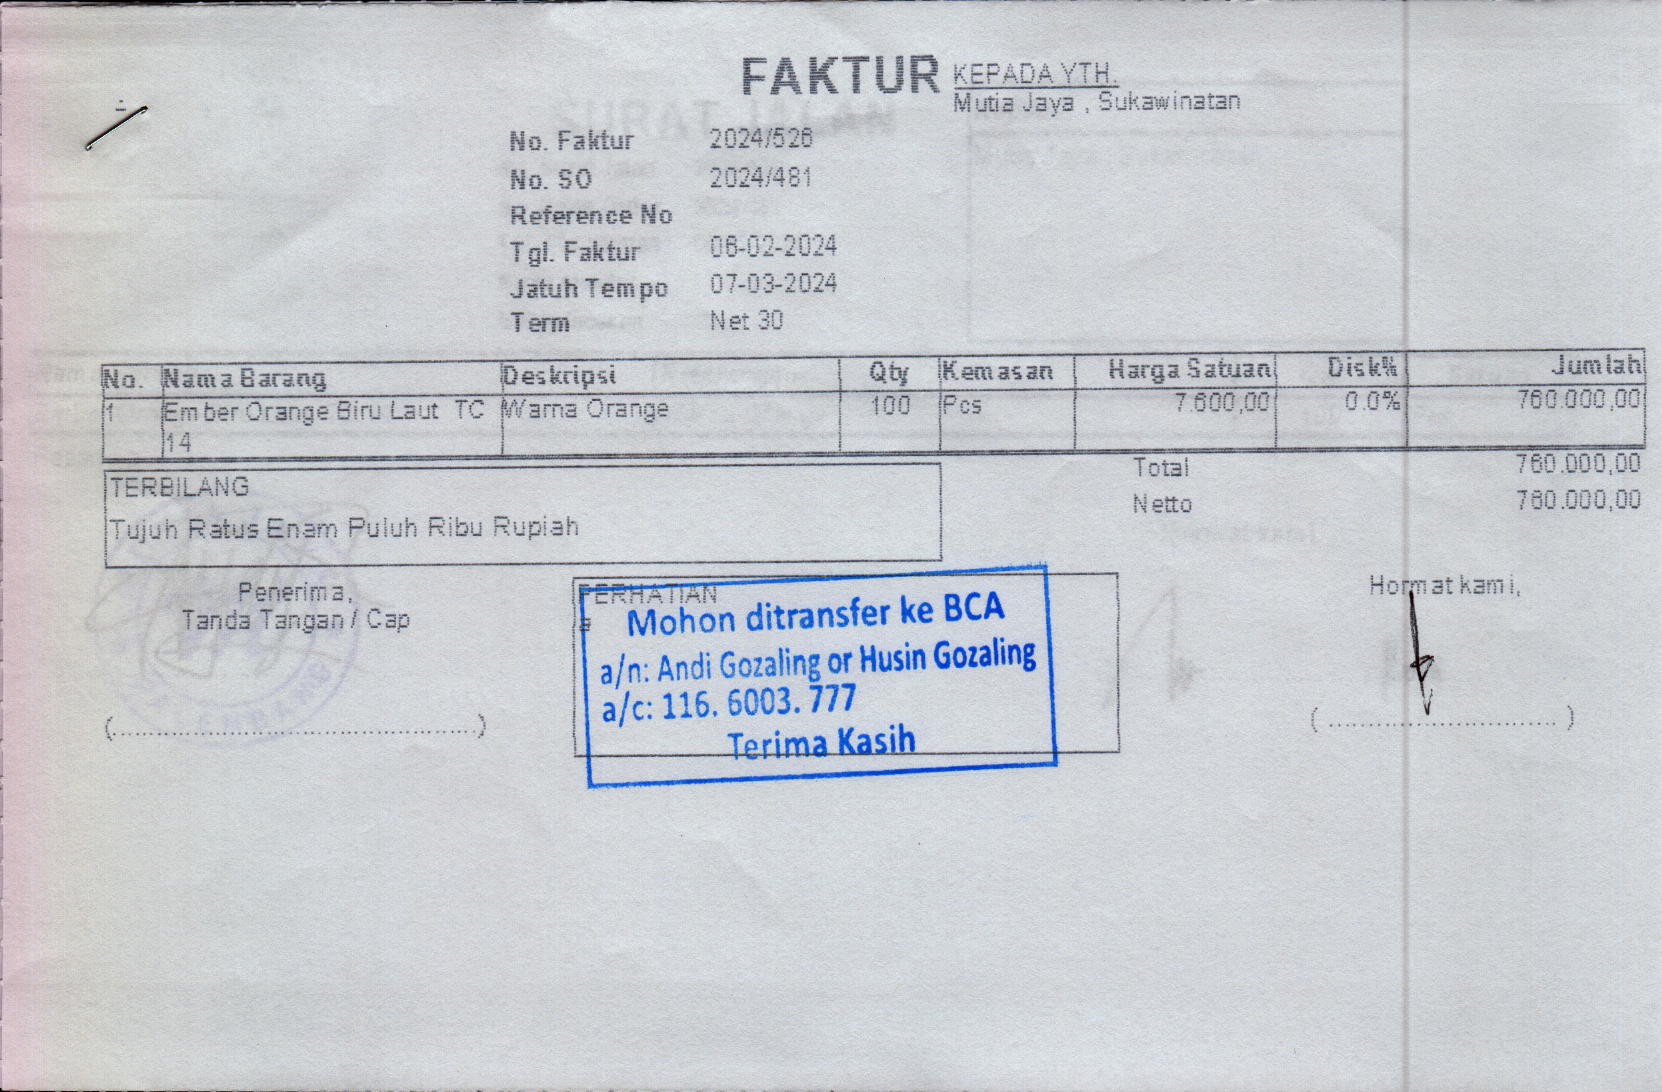 FAKTUR
KEPADA YTH.
Mutia Jaya , Sukawinatan
No. Faktur 2024/526
No. SO 2024/481
Reference No
Tgl. Faktur 06-02-2024
Jatuh Tempo 07-03-2024
Term Net 30
No. Nama Barang Deskripsi Qty Kemasan Harga Satuan Disk% Jumlah
1 Ember Orange Biru Laut TC Warna Orange 100 Pcs 7.600,00 0.0% 760.000,00
14
Total 760.000,00
Netto 760.000,00
TERBILANG
Tujuh Ratus Enam Puluh Ribu Rupiah
Penerima,
Tanda Tangan / Cap
(..................................................)
PERHATIAN
a
Mohon ditransfer ke BCA
a/n: Andi Gozaling or Husin Gozaling
a/c: 116. 6003. 777
Terima Kasih
Hormat kami,
(................................)